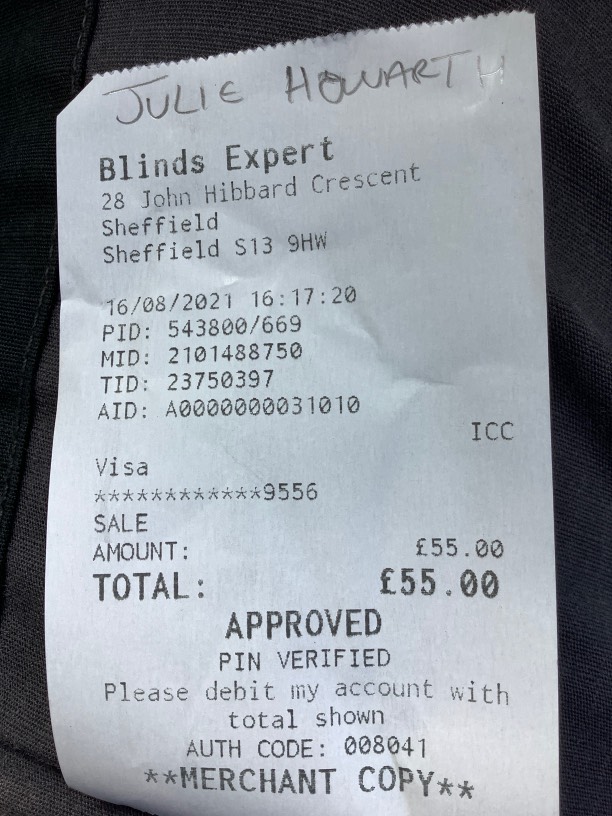 JULIE HOWARTH
Blinds Expert
28 John Hibbard Crescent
Sheffield
Sheffield S13 9HW
16/08/2021 16:17:20
PID: 543800/669
MID: 2101488750
TID: 23750397
AID: A0000000031010
ICC
Visa
************9556
SALE
AMOUNT: £55.00
TOTAL: £55.00
APPROVED
PIN VERIFIED
Please debit my account with
total shown
AUTH CODE: 008041
**MERCHANT COPY**